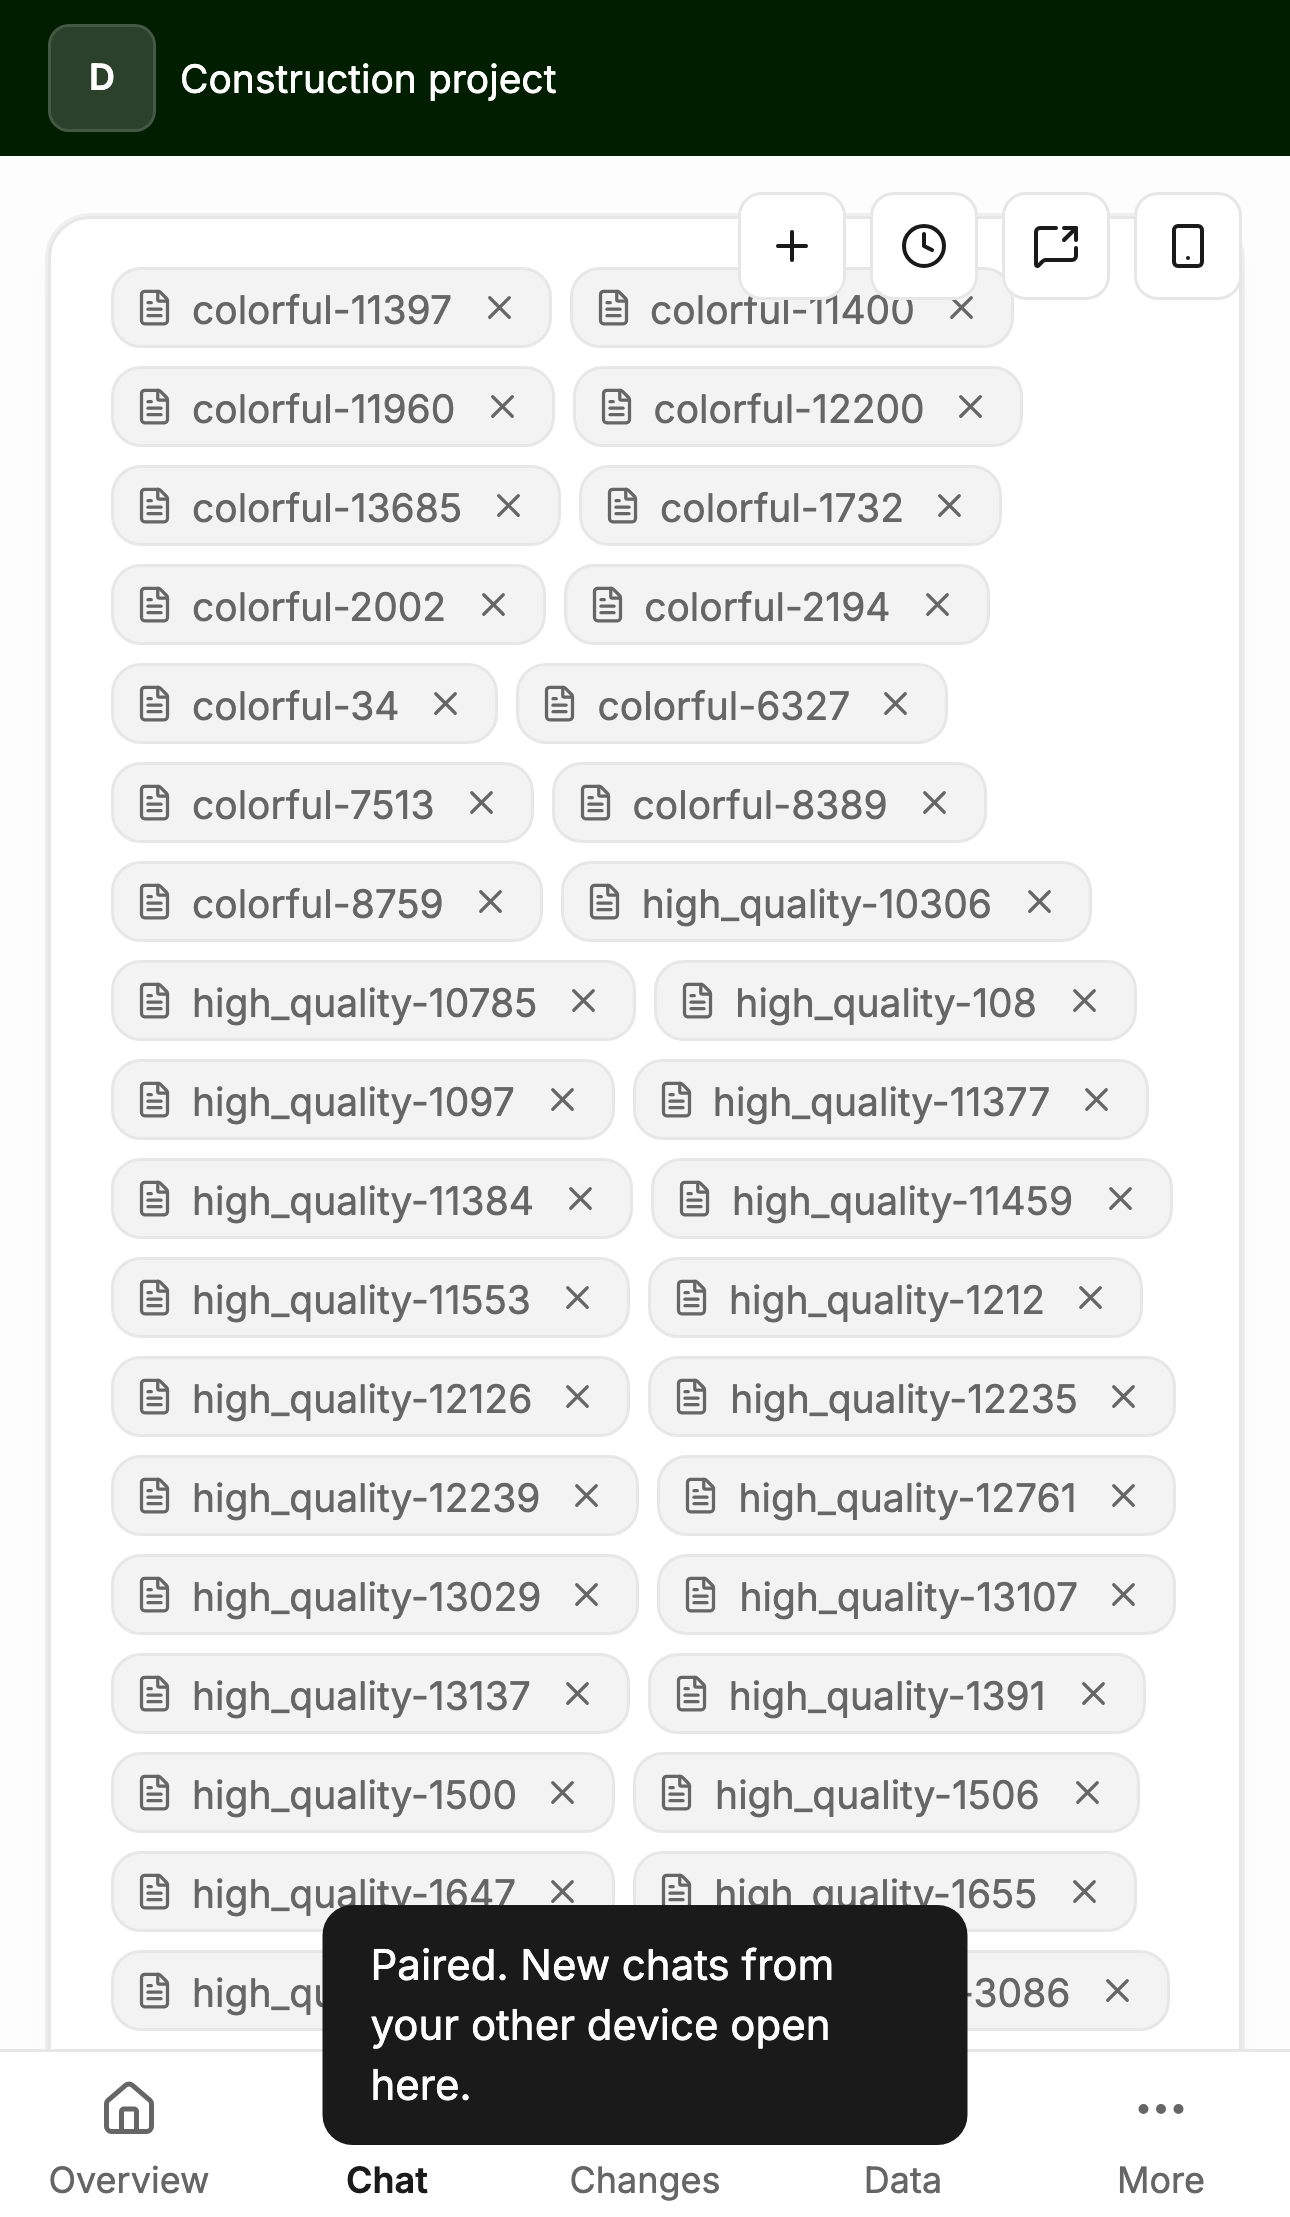 D Construction project
colorful-11397 colorful-11400
colorful-11960 colorful-12200
colorful-13685 colorful-1732
colorful-2002 colorful-2194
colorful-34 colorful-6327
colorful-7513 colorful-8389
colorful-8759 high_quality-10306
high_quality-10785 high_quality-108
high_quality-1097 high_quality-11377
high_quality-11384 high_quality-11459
high_quality-11553 high_quality-1212
high_quality-12126 high_quality-12235
high_quality-12239 high_quality-12761
high_quality-13029 high_quality-13107
high_quality-13137 high_quality-1391
high_quality-1500 high_quality-1506
high_quality-1647 high_quality-1655
high_qu -3086
Paired. New chats from
your other device open
here.
Overview Chat Changes Data More